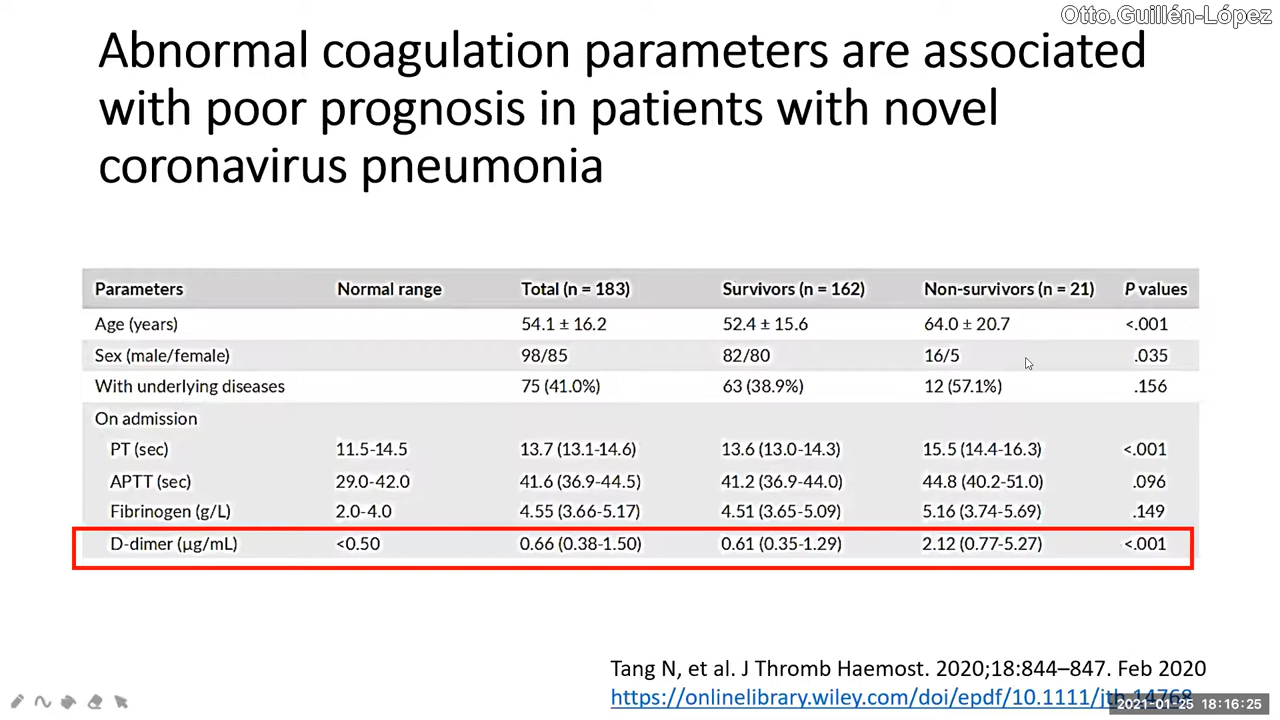 Otto.Guillén-López
Abnormal coagulation parameters are associated
with poor prognosis in patients with novel
coronavirus pneumonia
Parameters Normal range Total (n = 183) Survivors (n = 162) Non-survivors (n = 21) P values
Age (years) 54.1 ± 16.2 52.4 ± 15.6 64.0 ± 20.7 <.001
Sex (male/female) 98/85 82/80 16/5 .035
With underlying diseases 75 (41.0%) 63 (38.9%) 12 (57.1%) .156
On admission
PT (sec) 11.5-14.5 13.7 (13.1-14.6) 13.6 (13.0-14.3) 15.5 (14.4-16.3) <.001
APTT (sec) 29.0-42.0 41.6 (36.9-44.5) 41.2 (36.9-44.0) 44.8 (40.2-51.0) .096
Fibrinogen (g/L) 2.0-4.0 4.55 (3.66-5.17) 4.51 (3.65-5.09) 5.16 (3.74-5.69) .149
D-dimer (µg/mL) <0.50 0.66 (0.38-1.50) 0.61 (0.35-1.29) 2.12 (0.77-5.27) <.001
Tang N, et al. J Thromb Haemost. 2020;18:844–847. Feb 2020
https://onlinelibrary.wiley.com/doi/epdf/10.1111/jth.14768
2021-01-25 18:16:25